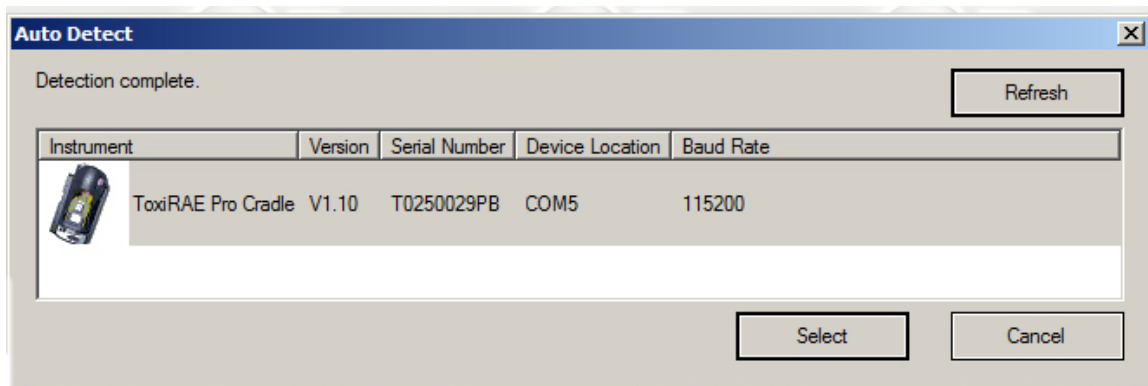 Auto Detect
Detection complete.
Refresh
Instrument Version Serial Number Device Location Baud Rate
ToxiRAE Pro Cradle V1.10 T0250029PB COM5 115200
Select Cancel